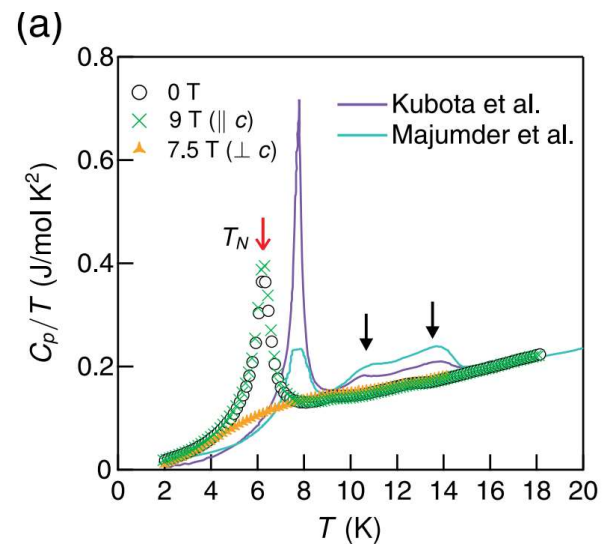 (a)
0 T
9 T (∥ c)
7.5 T (⊥ c)
Kubota et al.
Majumder et al.
T_N
C_p/T (J/mol K²)
0.8
0.6
0.4
0.2
0
0 2 4 6 8 10 12 14 16 18 20
T (K)